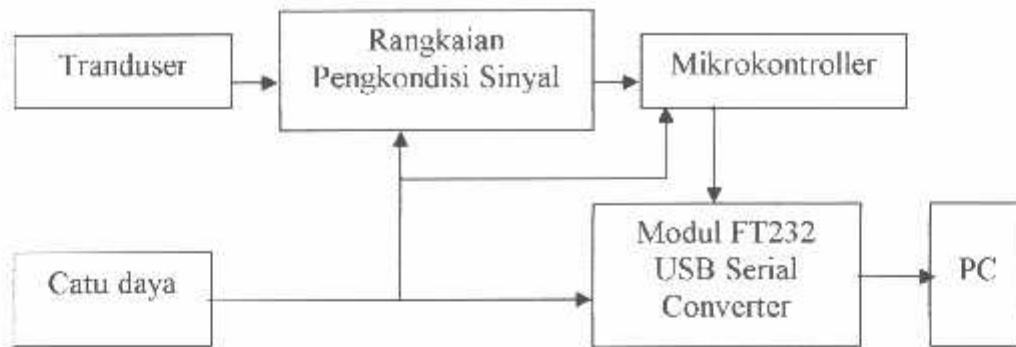 Tranduser
Rangkaian
Pengkondisi Sinyal
Mikrokontroller
Catu daya
Modul FT232
USB Serial
Converter
PC